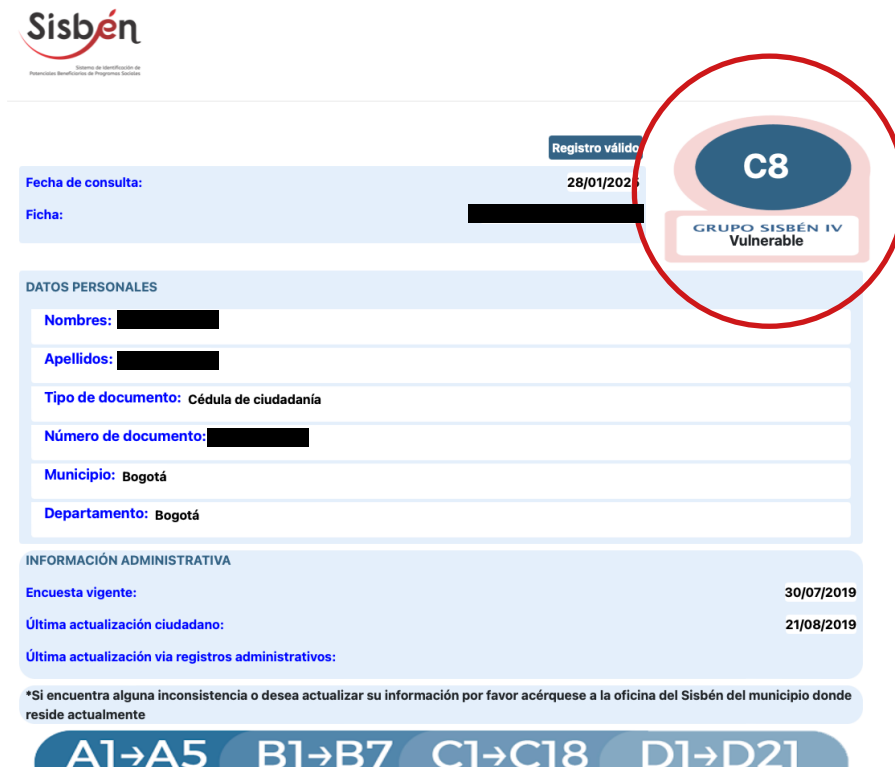 Sisbén
Sistema de Identificación de
Potenciales Beneficiarios de Programas Sociales
Registro válido
C8
GRUPO SISBÉN IV
Vulnerable
Fecha de consulta: 28/01/2025
Ficha:
DATOS PERSONALES
Nombres:
Apellidos:
Tipo de documento: Cédula de ciudadanía
Número de documento:
Municipio: Bogotá
Departamento: Bogotá
INFORMACIÓN ADMINISTRATIVA
Encuesta vigente: 30/07/2019
Última actualización ciudadano: 21/08/2019
Última actualización via registros administrativos:
*Si encuentra alguna inconsistencia o desea actualizar su información por favor acérquese a la oficina del Sisbén del municipio donde
reside actualmente
A1→A5 B1→B7 C1→C18 D1→D21